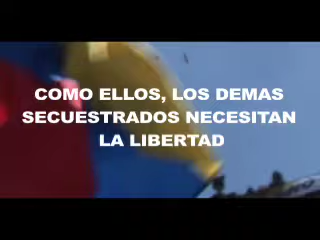 COMO ELLOS, LOS DEMAS
SECUESTRADOS NECESITAN
LA LIBERTAD